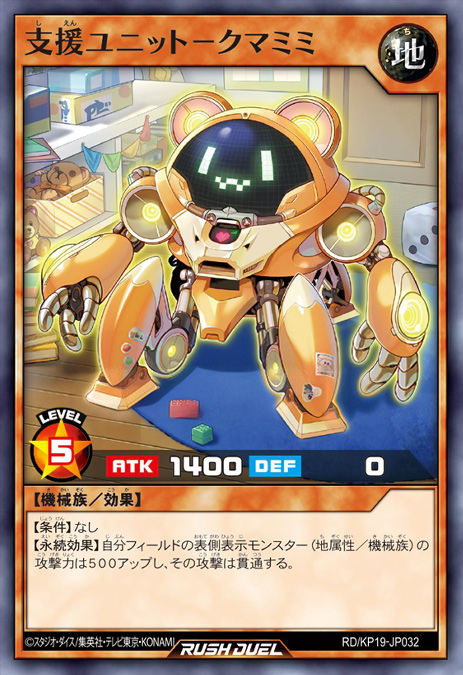 支援ユニットークマミミ
地
LEVEL
5
ATK 1400 DEF 0
【機械族／効果】
【条件】なし
【永続効果】自分フィールドの表側表示モンスター（地属性／機械族）の
攻撃力は500アップし、その攻撃は貫通する。
©スタジオ・ダイス/集英社・テレビ東京・KONAMI
RUSH DUEL
RD/KP19-JP032